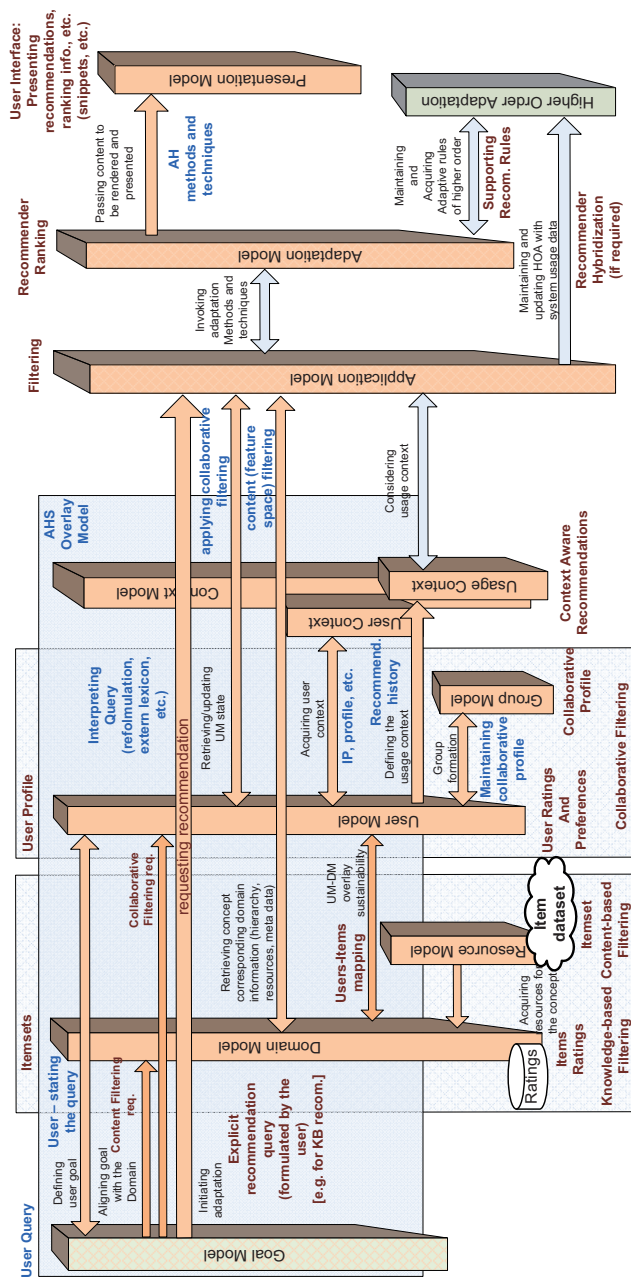 User Query
Goal Model
User – stating
the query
Defining
user goal
Aligning goal
with the
Domain
Content Filtering
req.
Initiating
adaptation
Explicit
recommendation
query
(formulated by the
user)
[e.g. for KB recom.]
Itemsets
Domain Model
Collaborative
Filtering req.
requesting recommendation
Retrieving concept
corresponding domain
information (hierarchy,
resources, meta data)
Users-Items
mapping
UM-DM
overlay
sustainability
Resource Model
Acquiring
resources for
the concept
Ratings
Item
dataset
Items
Ratings
Itemset
Knowledge-based
Filtering
Content-based
Filtering
User Profile
User Model
Interpreting
Query
(refolmulation,
extern lexicon,
etc.)
Retrieving/updating
UM state
Acquiring user
context
IP, profile, etc.
Recommend.
history
Defining the
usage context
Group
formation
Maintaining
collaborative
profile
Group Model
User Ratings
And
Preferences
Collaborative
Profile
Collaborative Filtering
AHS
Overlay
Model
Context Model
User Context
Usage Context
Context Aware
Recommendations
applying collaborative
filtering
content (feature
space) filtering
Considering
usage context
Filtering
Application Model
Invoking
adaptation
Methods and
techniques
Recommender
Ranking
Adaptation Model
Passing content to
be rendered and
presented
AH
methods and
techniques
Maintaining
and
Acquiring
Adaptive rules
of higher order
Supporting
Recom. Rules
Maintaining and
updating HOA with
system usage data
Recommender
Hybridization
(if required)
User Interface:
Presenting
recommendations,
ranking info., etc.
(snippets, etc.)
Presentation Model
Higher Order Adaptation